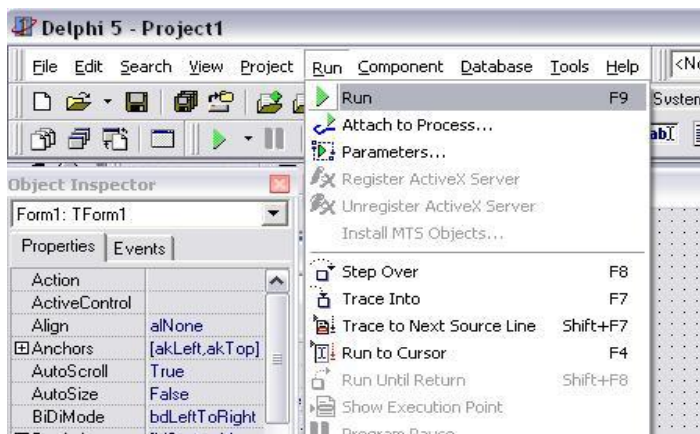 Delphi 5 - Project1
File Edit Search View Project Run Component Database Tools Help
Run F9
Attach to Process...
Parameters...
Register ActiveX Server
Unregister ActiveX Server
Install MTS Objects...
Step Over F8
Trace Into F7
Trace to Next Source Line Shift+F7
Run to Cursor F4
Run Until Return Shift+F8
Show Execution Point
Program Pause
Object Inspector
Form1: TForm1
Properties Events
Action
ActiveControl
Align alNone
Anchors [akLeft,akTop]
AutoScroll True
AutoSize False
BiDiMode bdLeftToRight